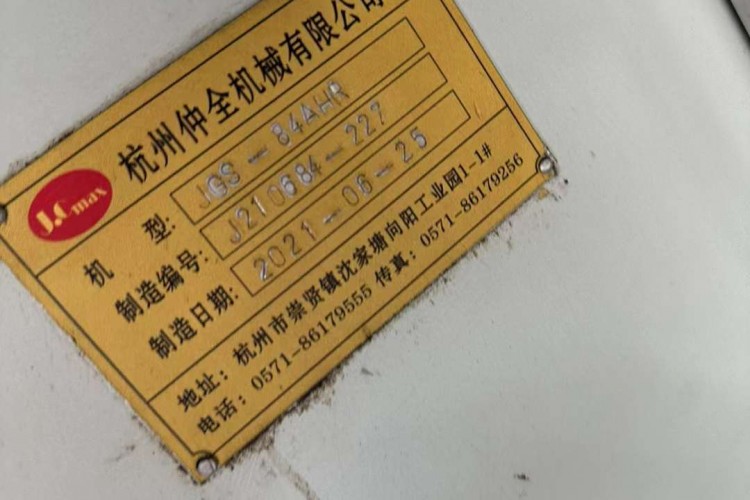 杭州仲全机械有限公司
J.Cmax
机 型: JGS-84AHR
制造编号: J210684-227
制造日期: 2021-06-25
地址: 杭州市崇贤镇沈家塘向阳工业园1-1#
电话: 0571-86179555 传真: 0571-86179256